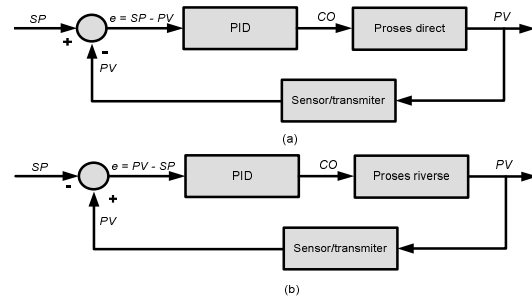 SP
e = SP - PV
PID
CO
Proses direct
PV
+
-
PV
Sensor/transmiter
(a)
SP
e = PV - SP
PID
CO
Proses riverse
PV
-
+
PV
Sensor/transmiter
(b)